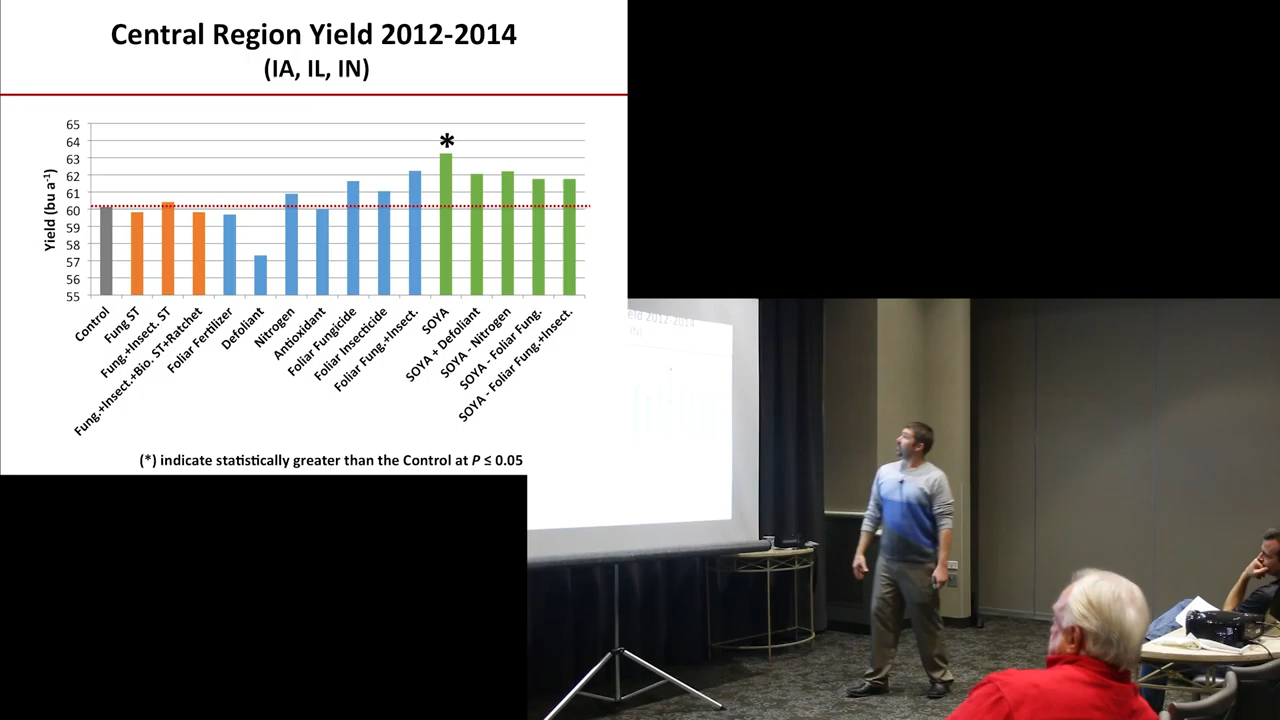 Central Region Yield 2012-2014
(IA, IL, IN)
65
64
63
62
61
60
59
58
57
56
55
Yield (bu a⁻¹)
*
Control
Fung ST
Fung.+Insect. ST
Fung.+Insect.+Bio. ST+Ratchet
Foliar Fertilizer
Defoliant
Nitrogen
Antioxidant
Foliar Fungicide
Foliar Insecticide
Foliar Fung.+Insect.
SOYA
SOYA + Defoliant
SOYA - Nitrogen
SOYA - Foliar Fung.
SOYA - Foliar Fung.+Insect.
(*) indicate statistically greater than the Control at P ≤ 0.05
2012-2014